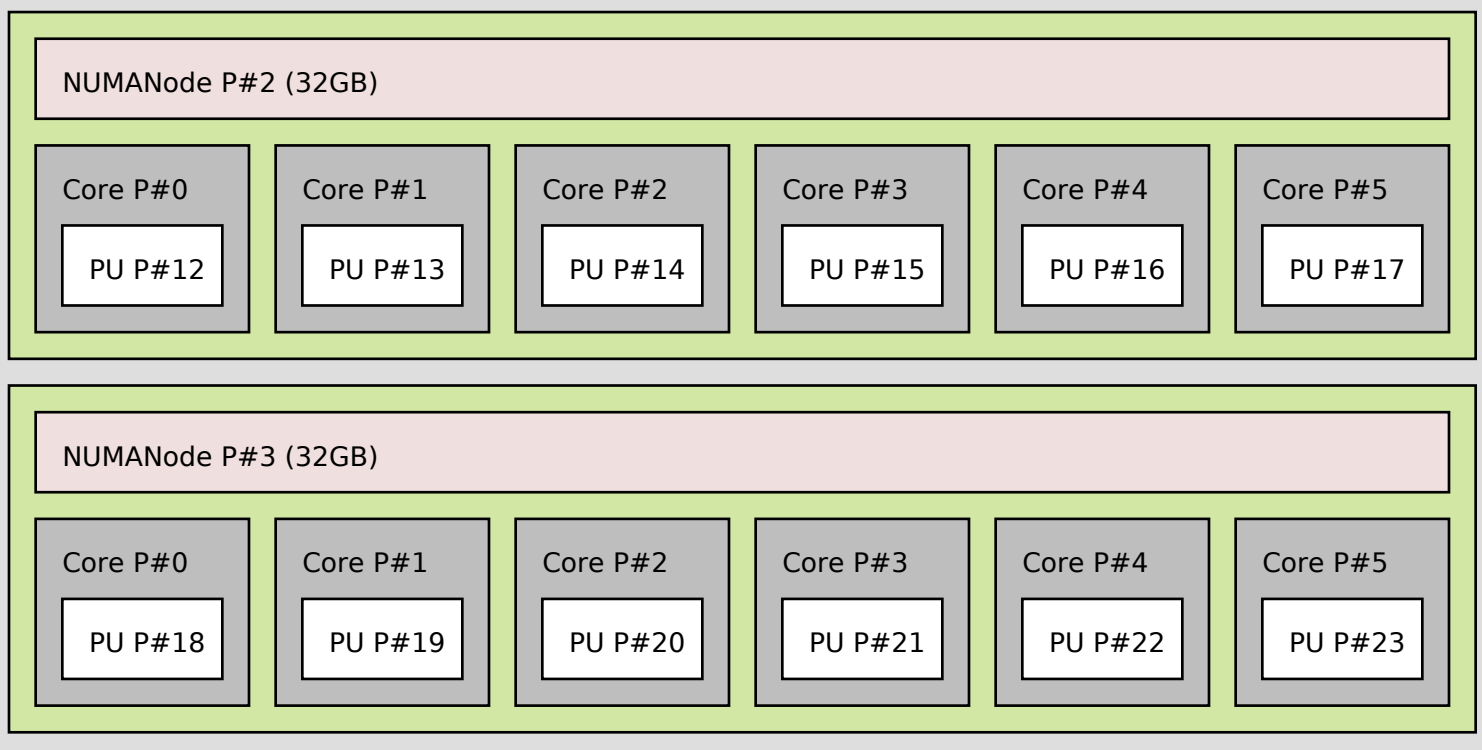 NUMANode P#2 (32GB)
Core P#0 Core P#1 Core P#2 Core P#3 Core P#4 Core P#5
PU P#12 PU P#13 PU P#14 PU P#15 PU P#16 PU P#17
NUMANode P#3 (32GB)
Core P#0 Core P#1 Core P#2 Core P#3 Core P#4 Core P#5
PU P#18 PU P#19 PU P#20 PU P#21 PU P#22 PU P#23